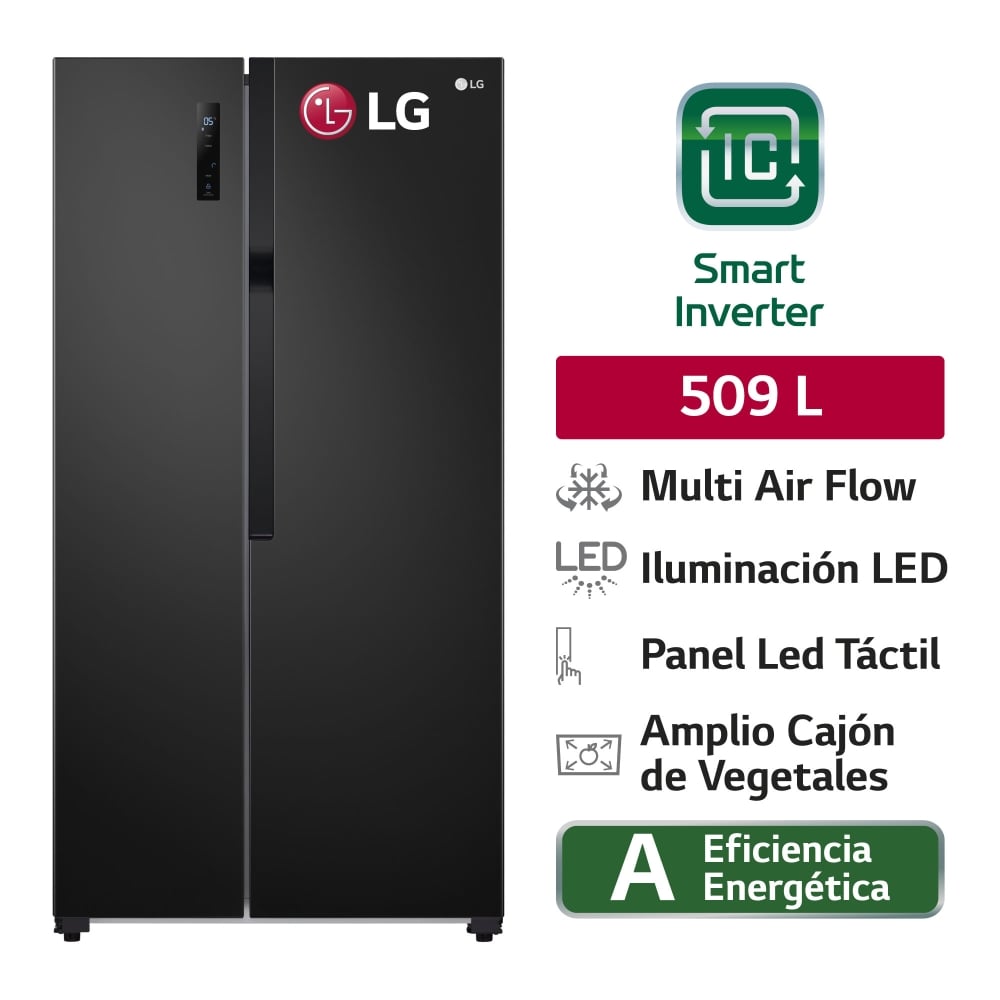 LG
LG
05
IC
Smart
Inverter
509 L
Multi Air Flow
LED
Iluminación LED
Panel Led Táctil
Amplio Cajón
de Vegetales
A
Eficiencia
Energética